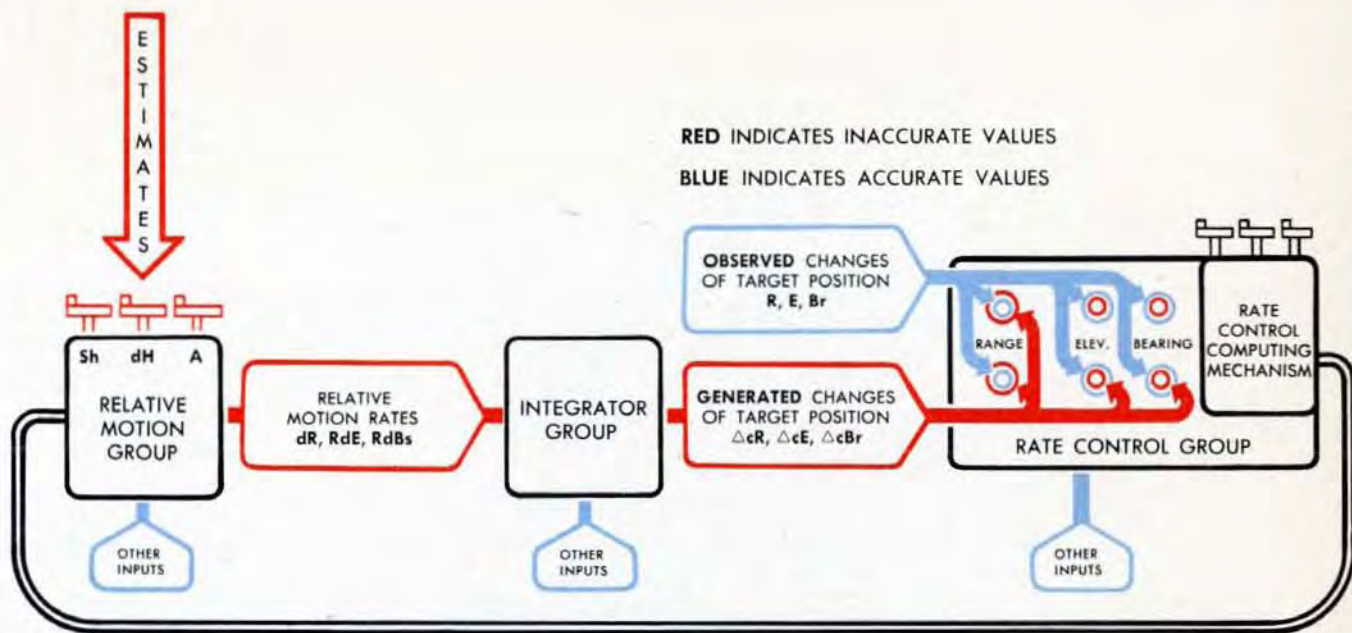 ESTIMATES
RED INDICATES INACCURATE VALUES
BLUE INDICATES ACCURATE VALUES
OBSERVED CHANGES
OF TARGET POSITION
R, E, Br
Sh dH A
RELATIVE
MOTION
GROUP
RELATIVE
MOTION RATES
dR, RdE, RdBs
INTEGRATOR
GROUP
GENERATED CHANGES
OF TARGET POSITION
△cR, △cE, △cBr
RANGE
ELEV.
BEARING
RATE
CONTROL
COMPUTING
MECHANISM
RATE CONTROL GROUP
OTHER
INPUTS
OTHER
INPUTS
OTHER
INPUTS